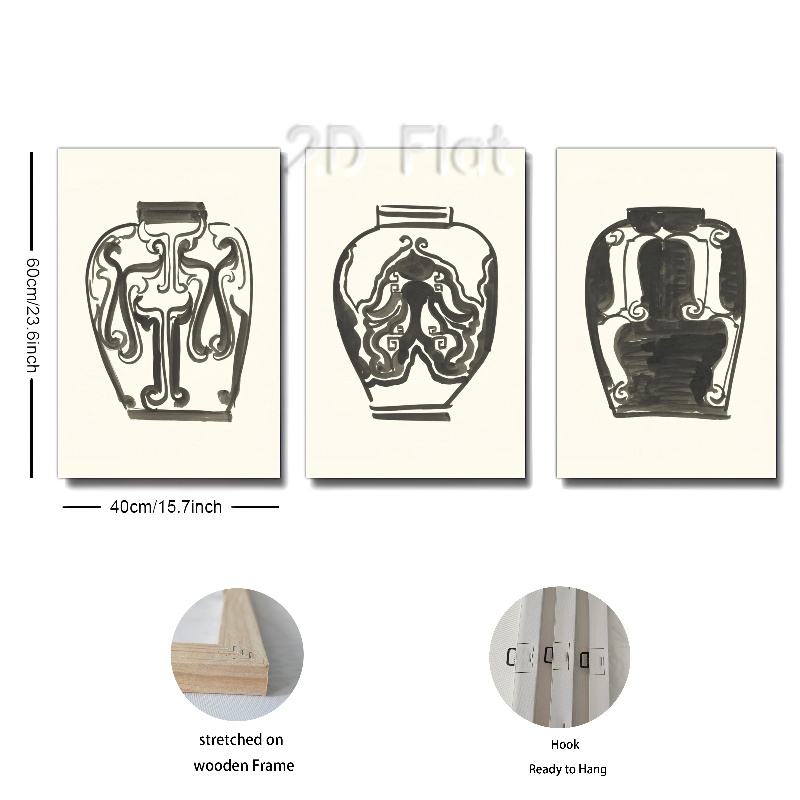 2D Flat
60cm/23.6inch
40cm/15.7inch
stretched on
wooden Frame
Hook
Ready to Hang